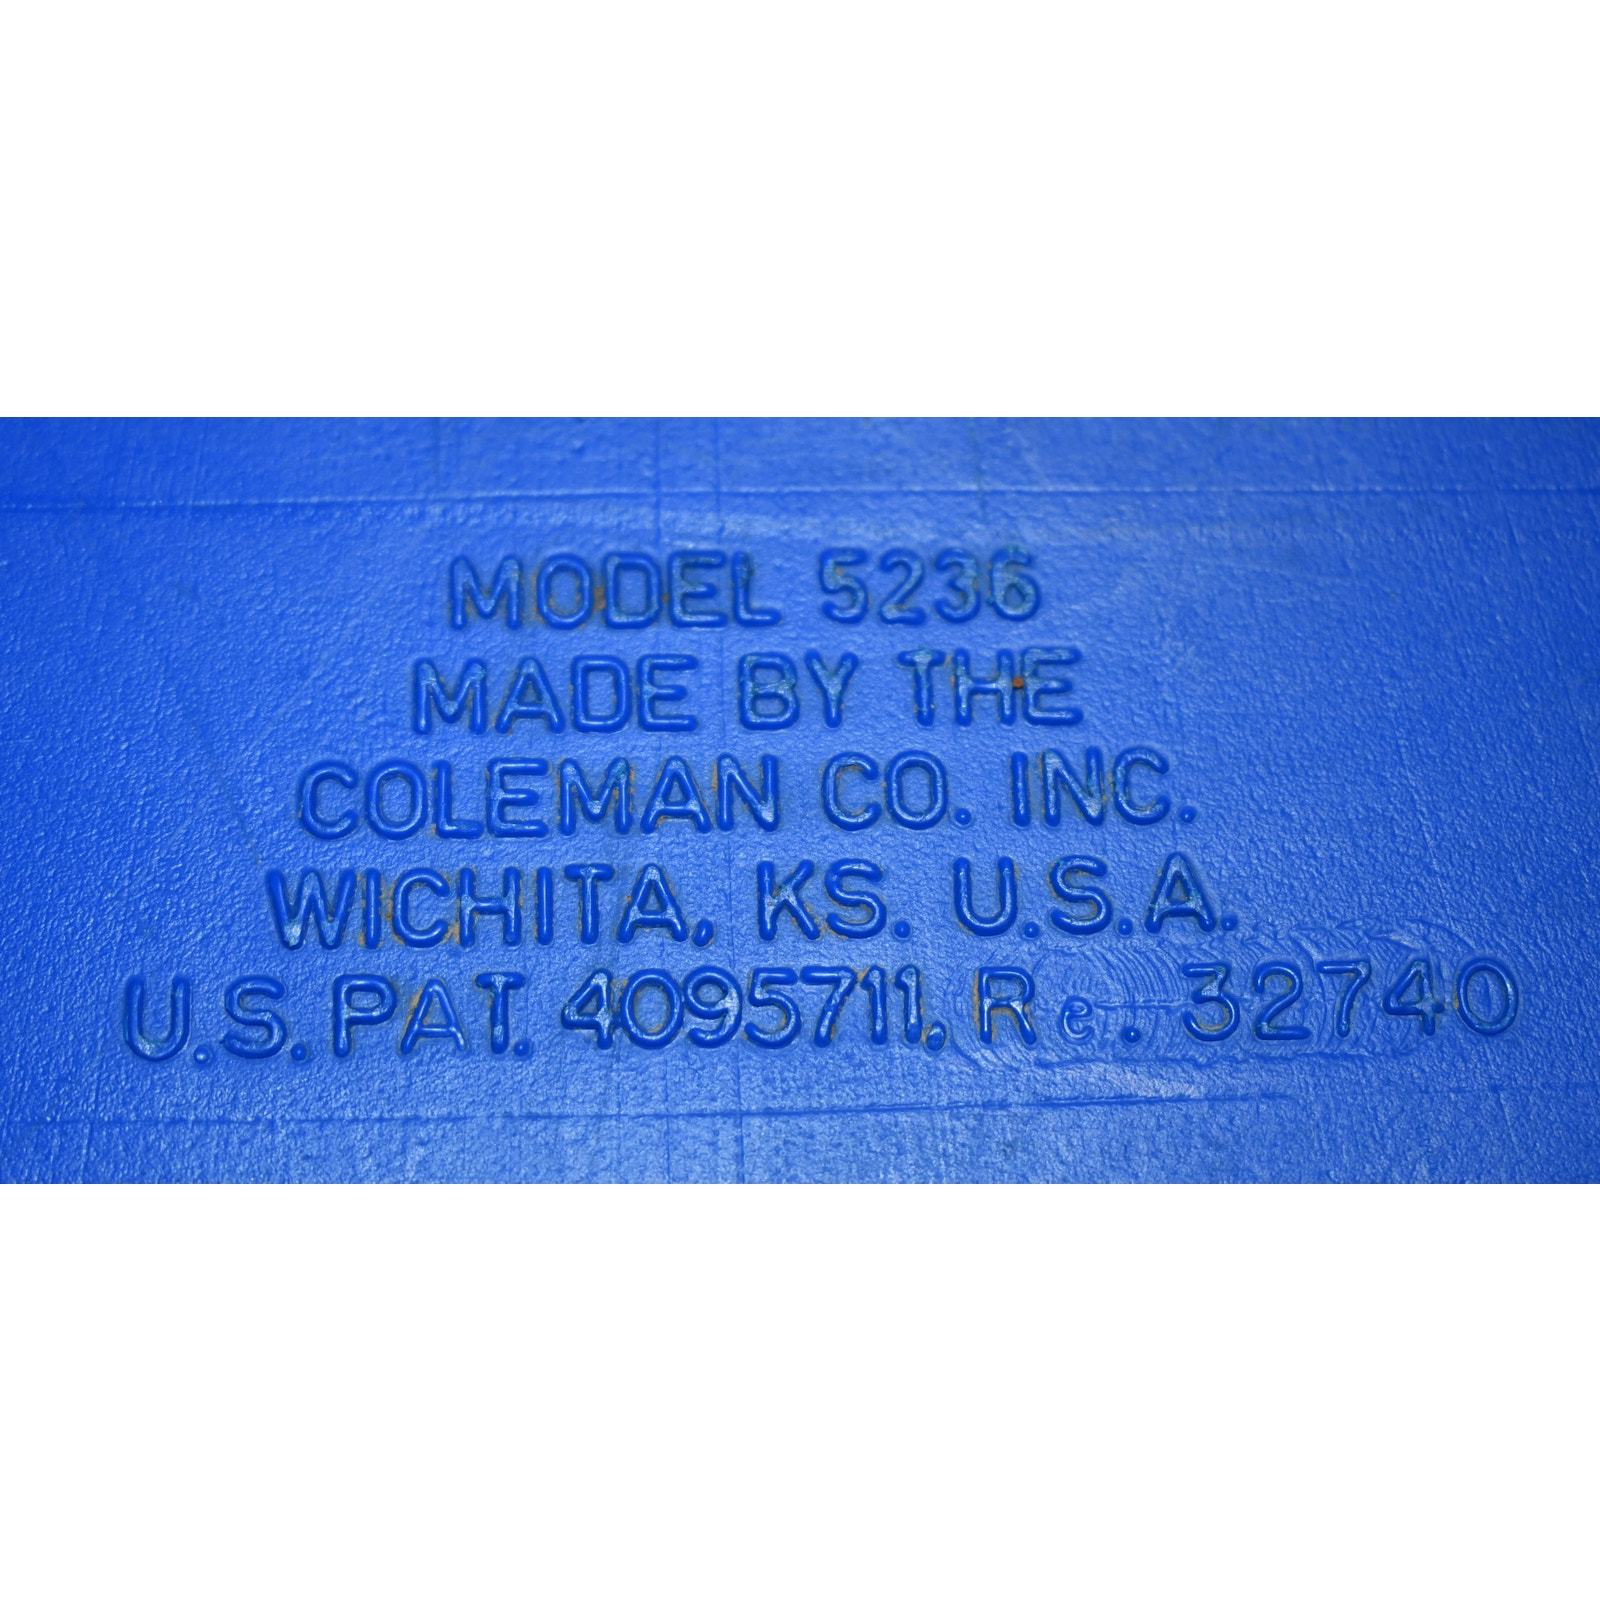 MODEL 5236
MADE BY THE
COLEMAN CO. INC.
WICHITA, KS. U.S.A.
U.S. PAT. 4095711, Re. 32740